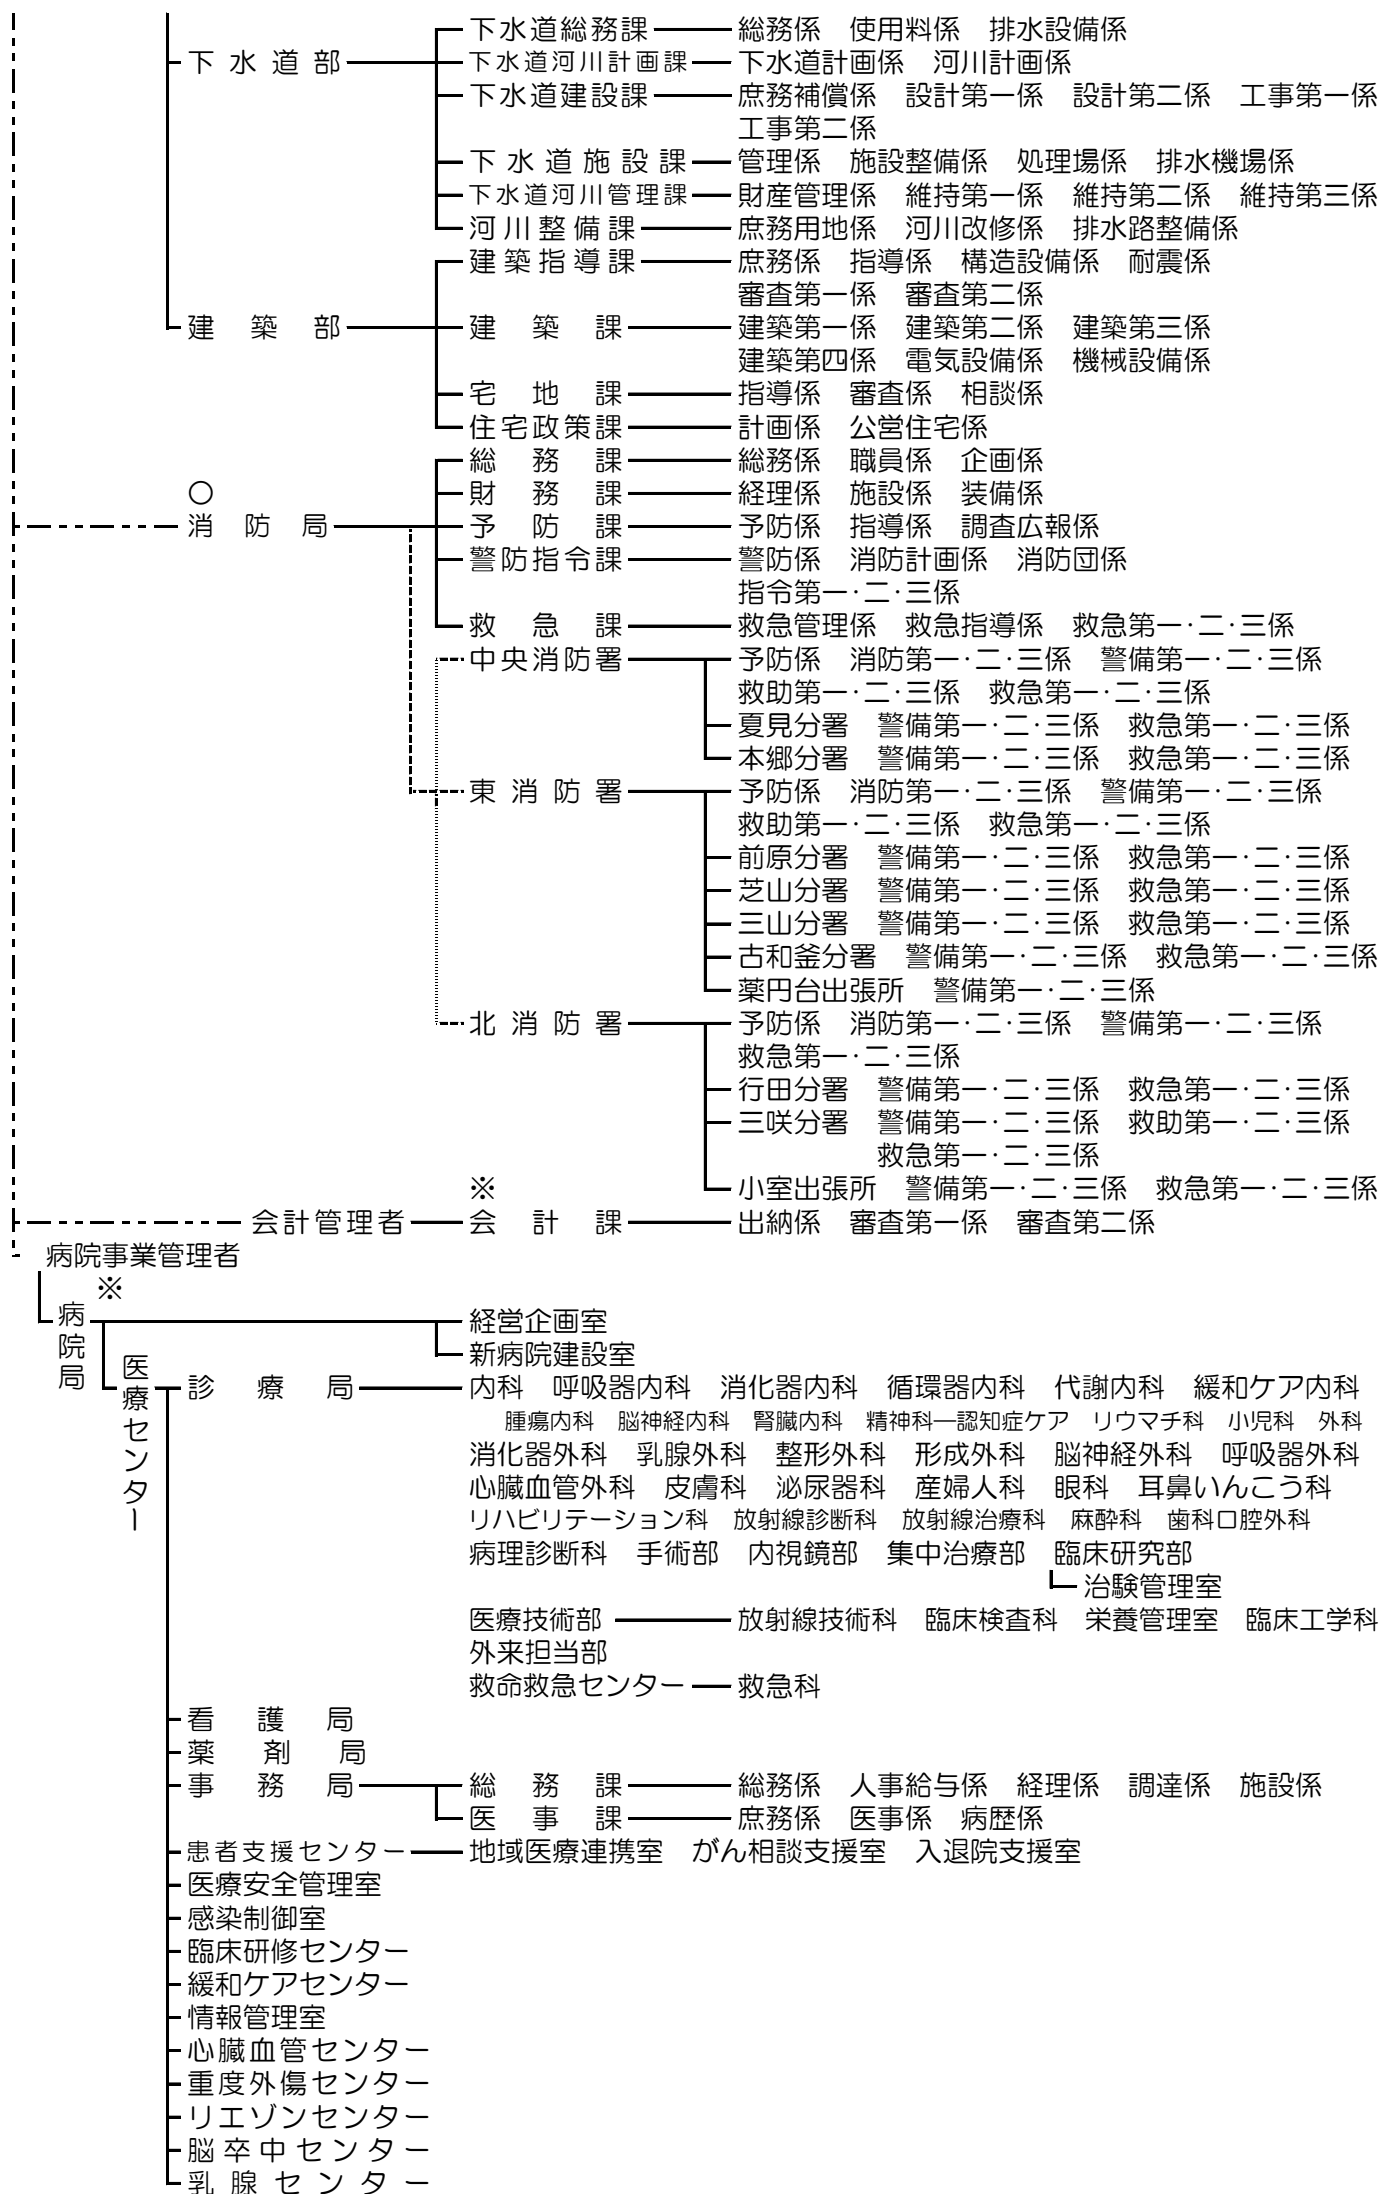 下水道総務課 総務係 使用料係 排水設備係
下水道部 下水道河川計画課 下水道計画係 河川計画係
下水道建設課 庶務補償係 設計第一係 設計第二係 工事第一係
工事第二係
下水道施設課 管理係 施設整備係 処理場係 排水機場係
下水道河川管理課 財産管理係 維持第一係 維持第二係 維持第三係
河川整備課 庶務用地係 河川改修係 排水路整備係
建築指導課 庶務係 指導係 構造設備係 耐震係
審査第一係 審査第二係
建築部 建築課 建築第一係 建築第二係 建築第三係
建築第四係 電気設備係 機械設備係
宅地課 指導係 審査係 相談係
住宅政策課 計画係 公営住宅係
総務課 総務係 職員係 企画係
○ 財務課 経理係 施設係 装備係
消防局 予防課 予防係 指導係 調査広報係
警防指令課 警防係 消防計画係 消防団係
指令第一・二・三係
救急課 救急管理係 救急指導係 救急第一・二・三係
中央消防署 予防係 消防第一・二・三係 警備第一・二・三係
救助第一・二・三係 救急第一・二・三係
夏見分署 警備第一・二・三係 救急第一・二・三係
本郷分署 警備第一・二・三係 救急第一・二・三係
東消防署 予防係 消防第一・二・三係 警備第一・二・三係
救助第一・二・三係 救急第一・二・三係
前原分署 警備第一・二・三係 救急第一・二・三係
芝山分署 警備第一・二・三係 救急第一・二・三係
三山分署 警備第一・二・三係 救急第一・二・三係
古和釜分署 警備第一・二・三係 救急第一・二・三係
薬円台出張所 警備第一・二・三係
北消防署 予防係 消防第一・二・三係 警備第一・二・三係
救急第一・二・三係
行田分署 警備第一・二・三係 救急第一・二・三係
三咲分署 警備第一・二・三係 救助第一・二・三係
救急第一・二・三係
※ 小室出張所 警備第一・二・三係 救急第一・二・三係
会計管理者 会計課 出納係 審査第一係 審査第二係
病院事業管理者
※
病院局 経営企画室
新病院建設室
医療センター 診療局 内科 呼吸器内科 消化器内科 循環器内科 代謝内科 緩和ケア内科
腫瘍内科 脳神経内科 腎臓内科 精神科―認知症ケア リウマチ科 小児科 外科
消化器外科 乳腺外科 整形外科 形成外科 脳神経外科 呼吸器外科
心臓血管外科 皮膚科 泌尿器科 産婦人科 眼科 耳鼻いんこう科
リハビリテーション科 放射線診断科 放射線治療科 麻酔科 歯科口腔外科
病理診断科 手術部 内視鏡部 集中治療部 臨床研究部
治験管理室
医療技術部 放射線技術科 臨床検査科 栄養管理室 臨床工学科
外来担当部
救命救急センター 救急科
看護局
薬剤局
事務局 総務課 総務係 人事給与係 経理係 調達係 施設係
医事課 庶務係 医事係 病歴係
患者支援センター 地域医療連携室 がん相談支援室 入退院支援室
医療安全管理室
感染制御室
臨床研修センター
緩和ケアセンター
情報管理室
心臓血管センター
重度外傷センター
リエゾンセンター
脳卒中センター
乳腺センター